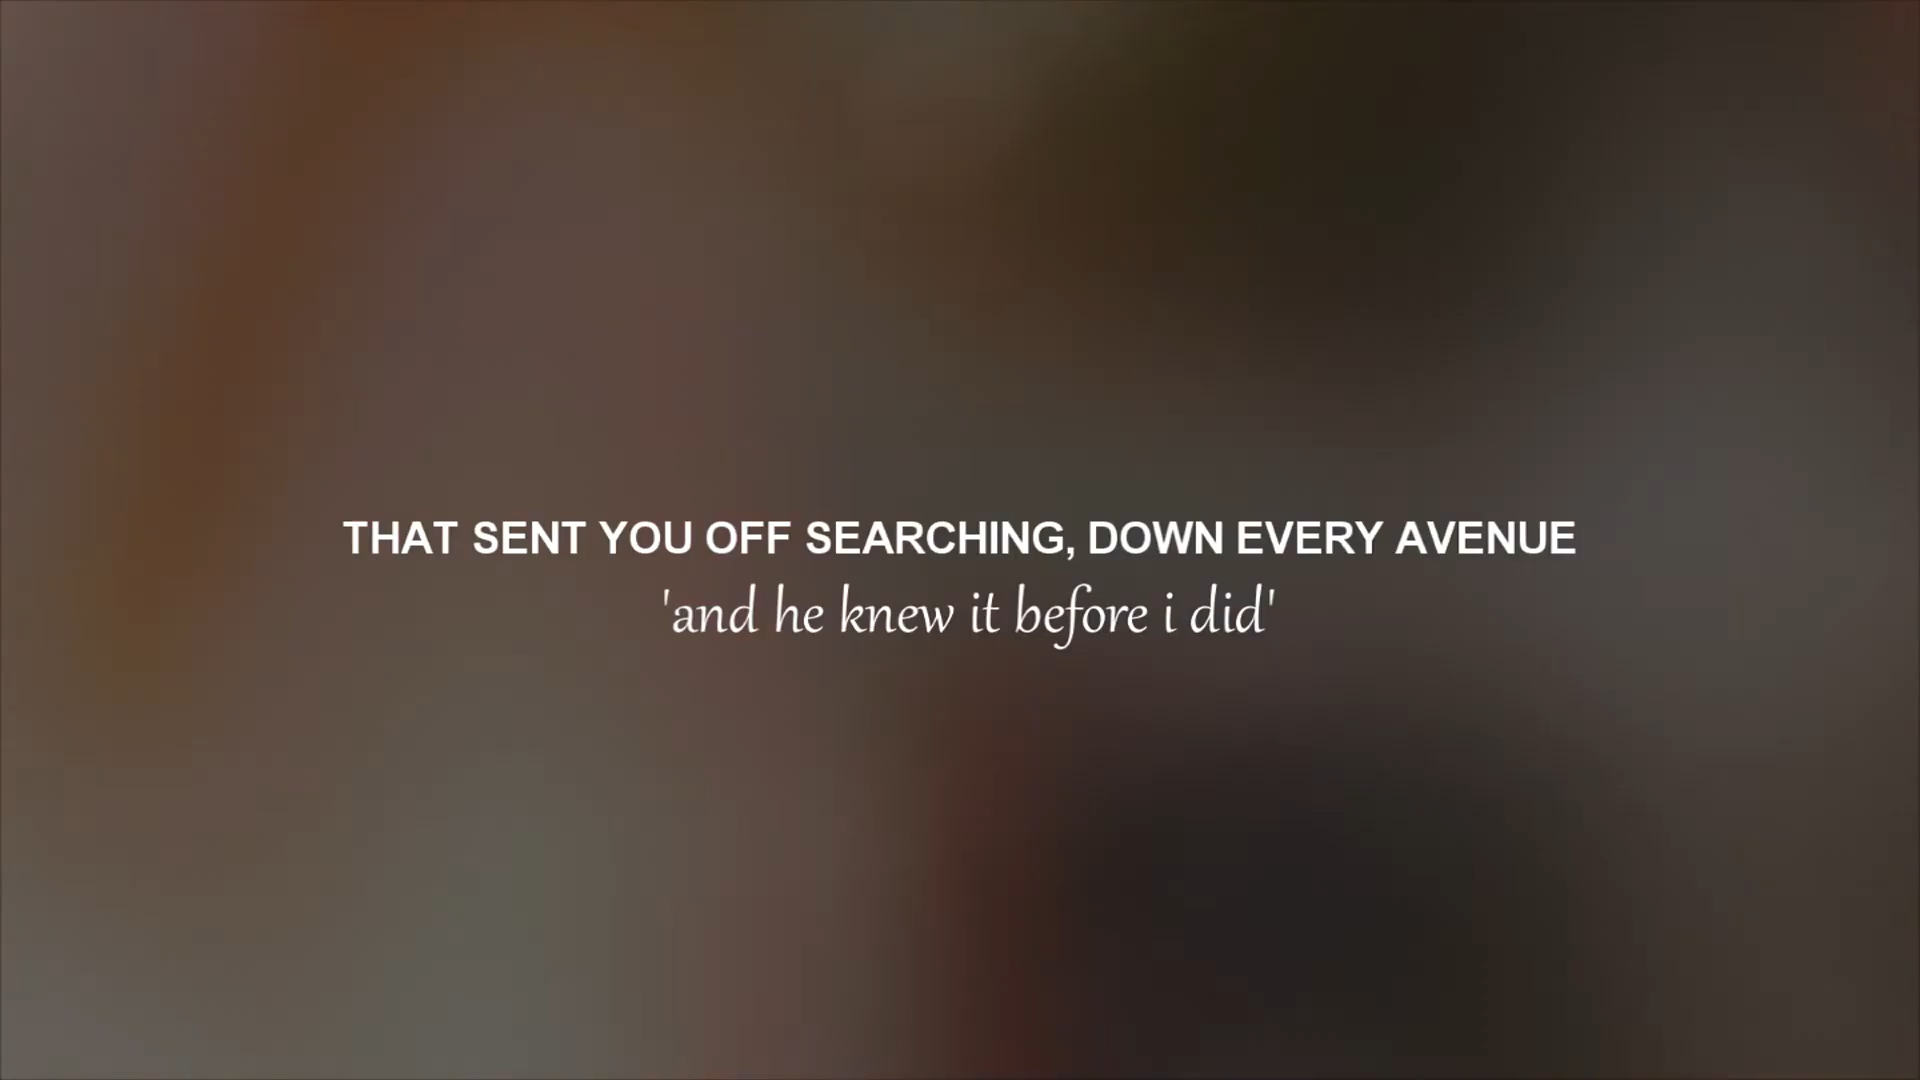 THAT SENT YOU OFF SEARCHING, DOWN EVERY AVENUE
'and he knew it before i did'